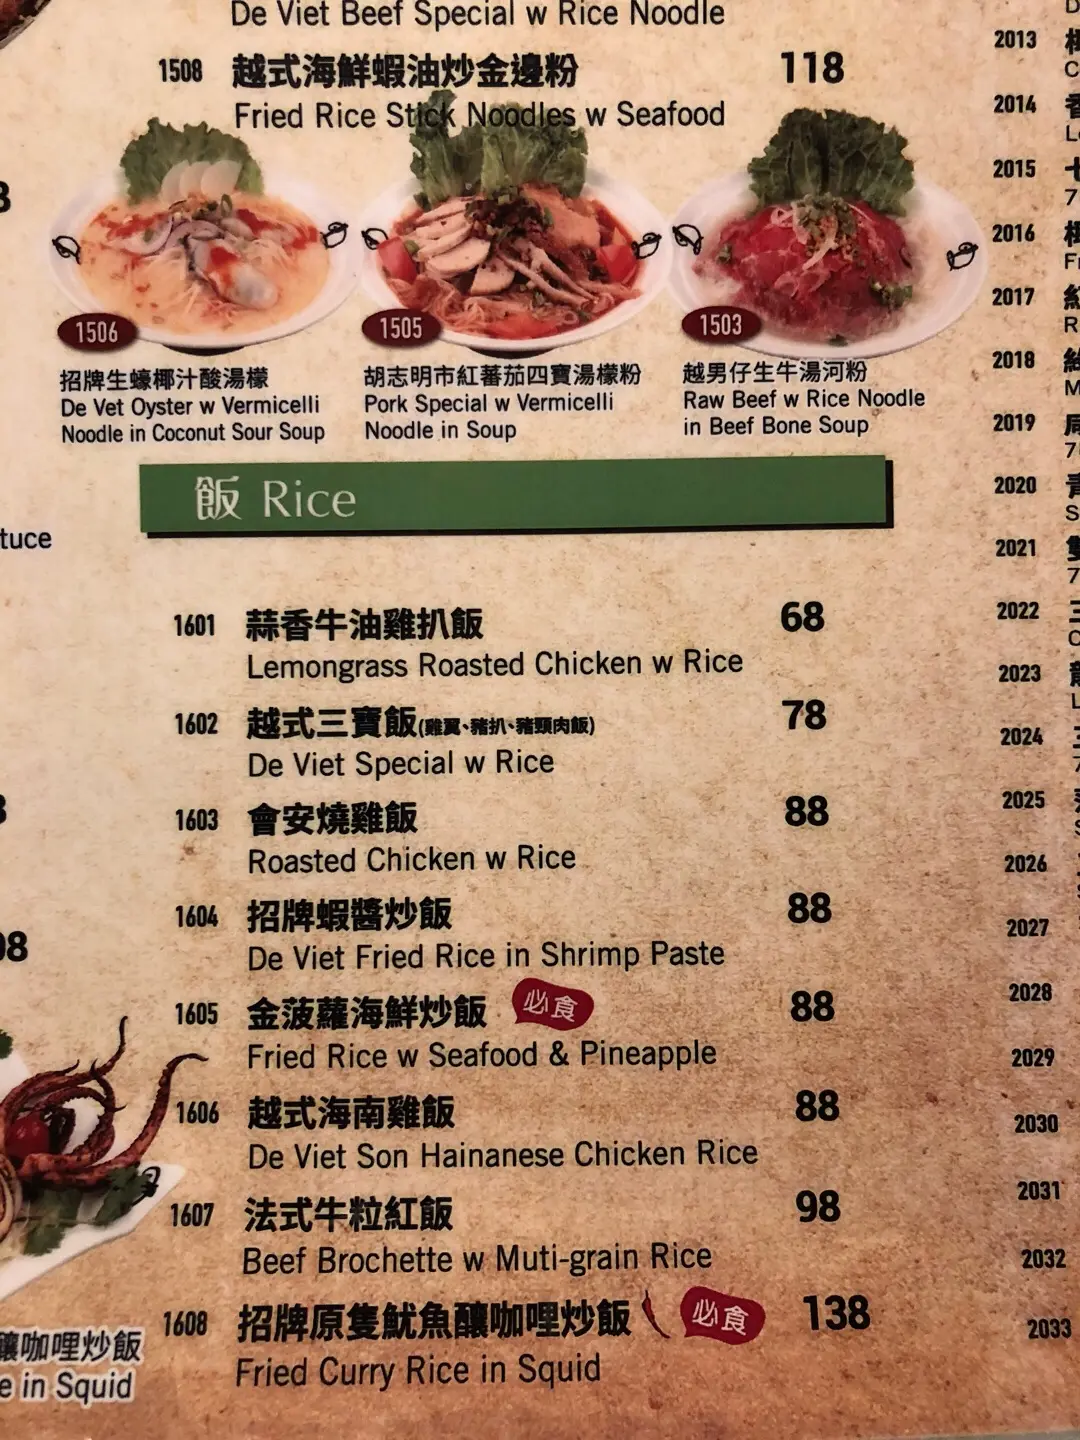 De Viet Beef Special w Rice Noodle
1508 越式海鮮蝦油炒金邊粉 118
Fried Rice Stick Noodles w Seafood
1506
招牌生蠔椰汁酸湯檬
De Vet Oyster w Vermicelli
Noodle in Coconut Sour Soup
1505
胡志明市紅蕃茄四寶湯檬粉
Pork Special w Vermicelli
Noodle in Soup
1503
越男仔生牛湯河粉
Raw Beef w Rice Noodle
in Beef Bone Soup
飯 Rice
1601 蒜香牛油雞扒飯 68
Lemongrass Roasted Chicken w Rice
1602 越式三寶飯(雞翼、豬扒、豬頸肉飯) 78
De Viet Special w Rice
1603 會安燒雞飯 88
Roasted Chicken w Rice
1604 招牌蝦醬炒飯 88
De Viet Fried Rice in Shrimp Paste
1605 金菠蘿海鮮炒飯 必食 88
Fried Rice w Seafood & Pineapple
1606 越式海南雞飯 88
De Viet Son Hainanese Chicken Rice
1607 法式牛粒紅飯 98
Beef Brochette w Muti-grain Rice
1608 招牌原隻魷魚釀咖哩炒飯 必食 138
Fried Curry Rice in Squid
tuce
釀咖哩炒飯
e in Squid
2013
2014
2015
2016
2017
2018
2019
2020
2021
2022
2023
2024
2025
2026
2027
2028
2029
2030
2031
2032
2033